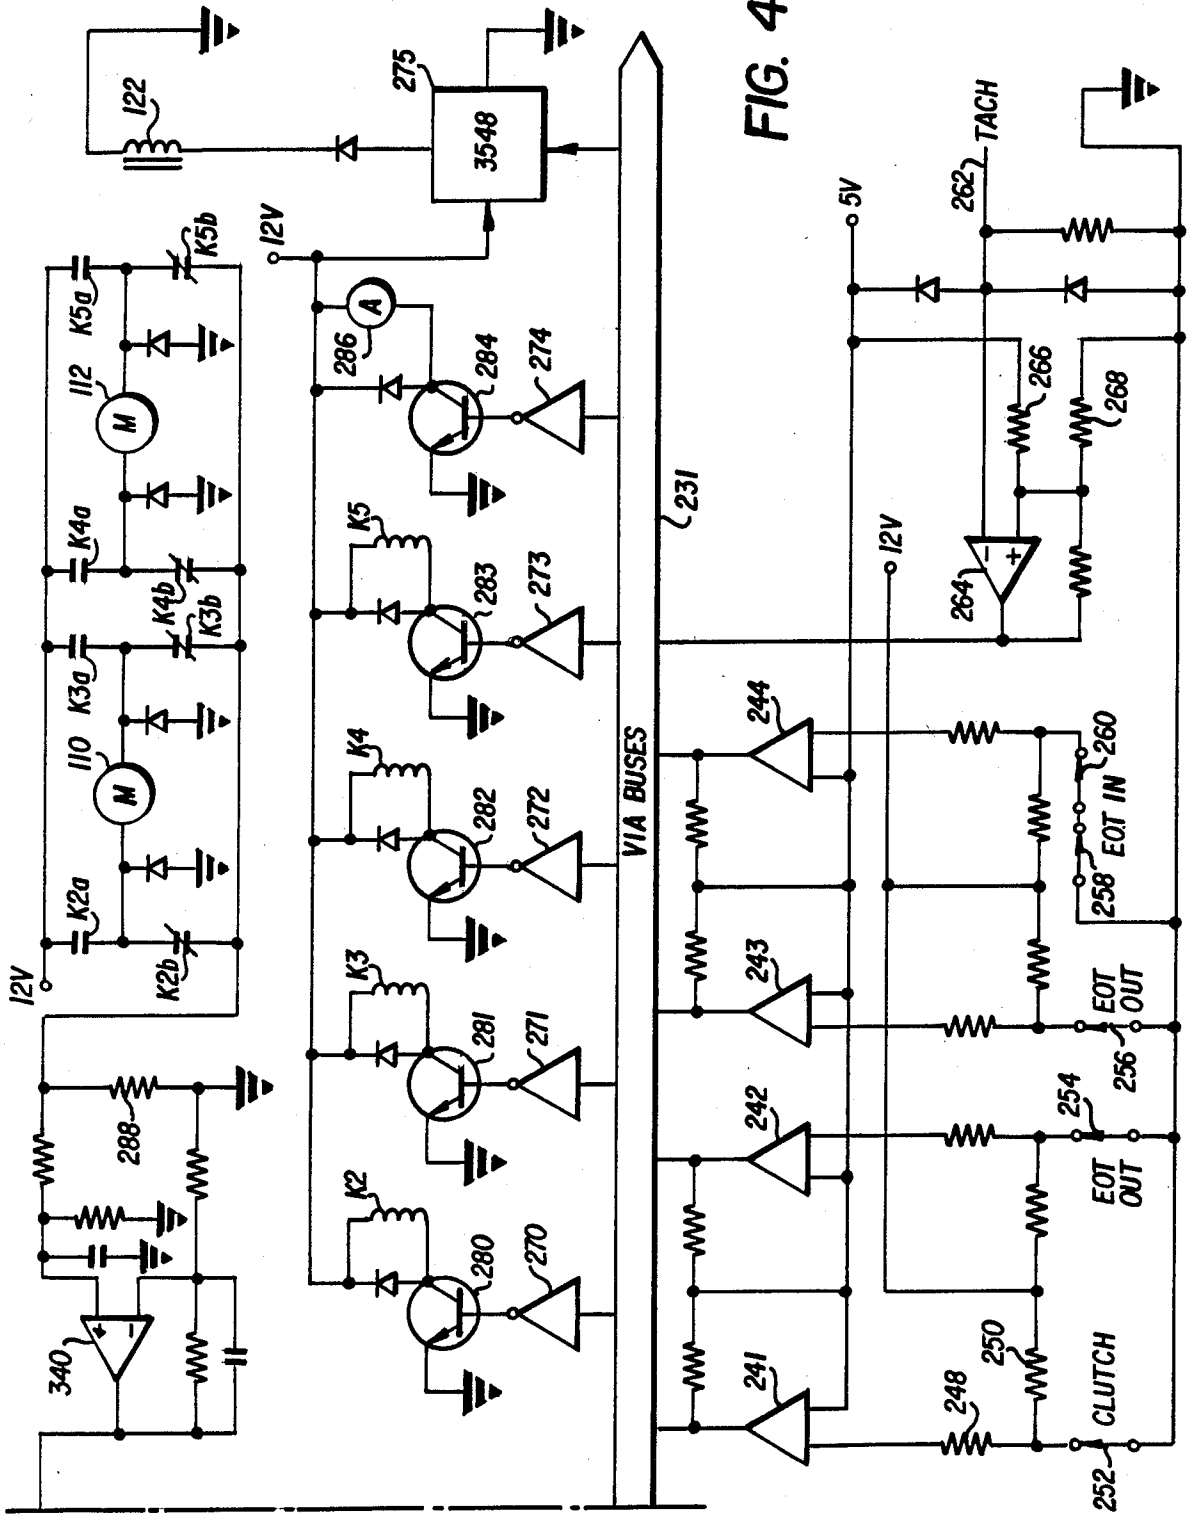 122
275
3548
FIG. 4
12V
K2a
K2b
110
M
K3a
K3b
K4a
K4b
112
M
K5a
K5b
12V
286
A
288
340
K2
280
270
K3
281
271
K4
282
272
K5
283
273
284
274
VIA BUSES
231
241
242
243
244
12V
5V
262
TACH
264
-
+
266
268
+
-
248
250
252
CLUTCH
254
EOT
OUT
256
EOT
OUT
258
EOT IN
260